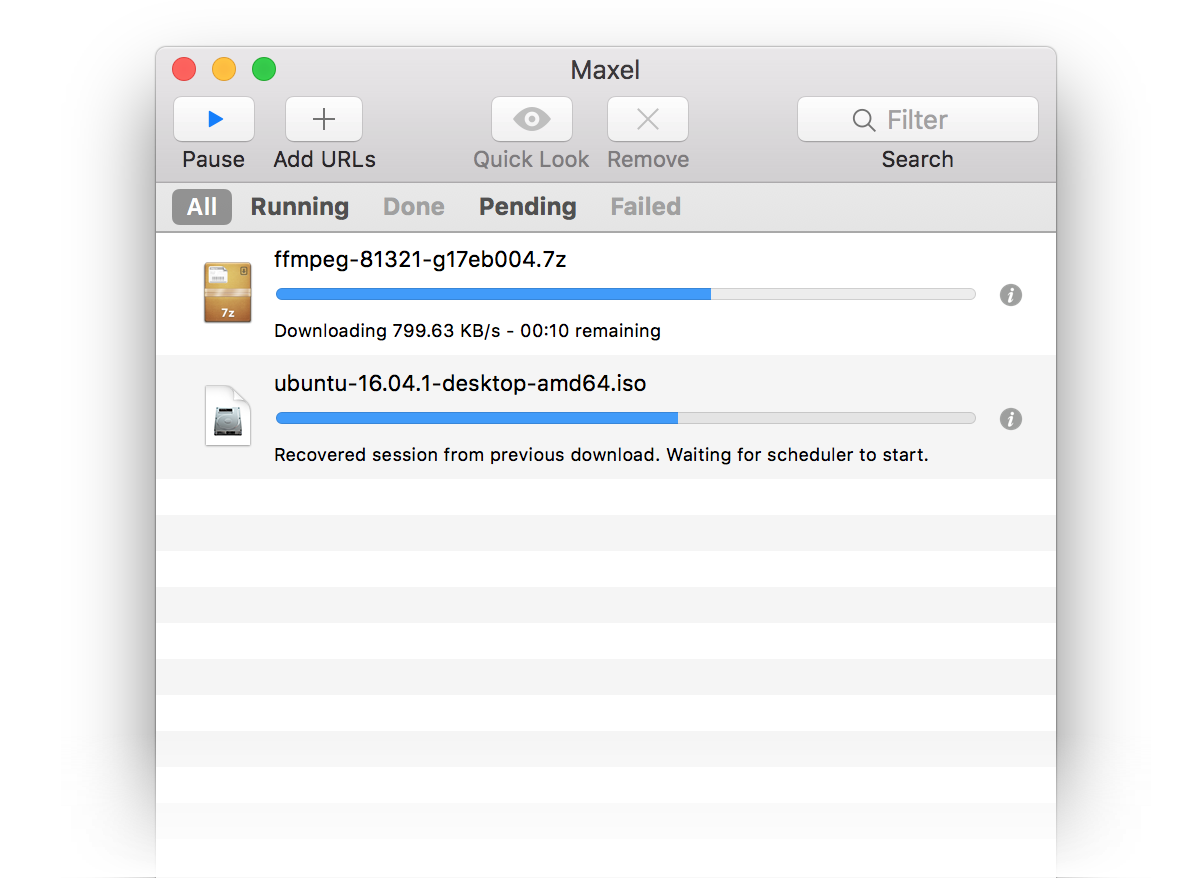 Maxel
Pause Add URLs Quick Look Remove Filter Search
All Running Done Pending Failed
ffmpeg-81321-g17eb004.7z
7z
Downloading 799.63 KB/s - 00:10 remaining
ubuntu-16.04.1-desktop-amd64.iso
Recovered session from previous download. Waiting for scheduler to start.